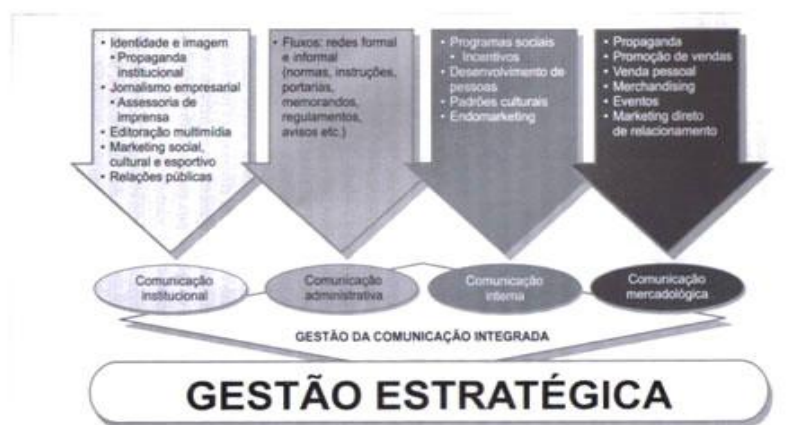 • Identidade e imagem
• Propaganda
institucional
• Jornalismo empresarial
• Assessoria de
imprensa
• Editoração multimídia
• Marketing social,
cultural e esportivo
• Relações públicas
• Fluxos: redes formal
e informal
(normas, instruções,
portarias,
memorandos,
regulamentos,
avisos etc.)
• Programas sociais
• Incentivos
• Desenvolvimento de
pessoas
• Padrões culturais
• Endomarketing
• Propaganda
• Promoção de vendas
• Venda pessoal
• Merchandising
• Eventos
• Marketing direto
de relacionamento
Comunicação
institucional
Comunicação
administrativa
Comunicação
interna
Comunicação
mercadológica
GESTÃO DA COMUNICAÇÃO INTEGRADA
GESTÃO ESTRATÉGICA